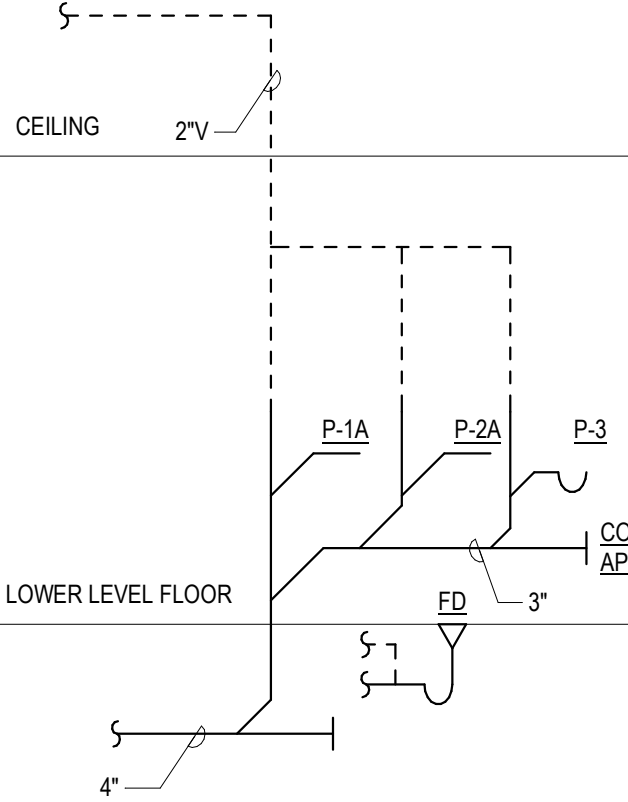 CEILING
2"V
P-1A
P-2A
P-3
CO
AP
LOWER LEVEL FLOOR
FD
3"
4"